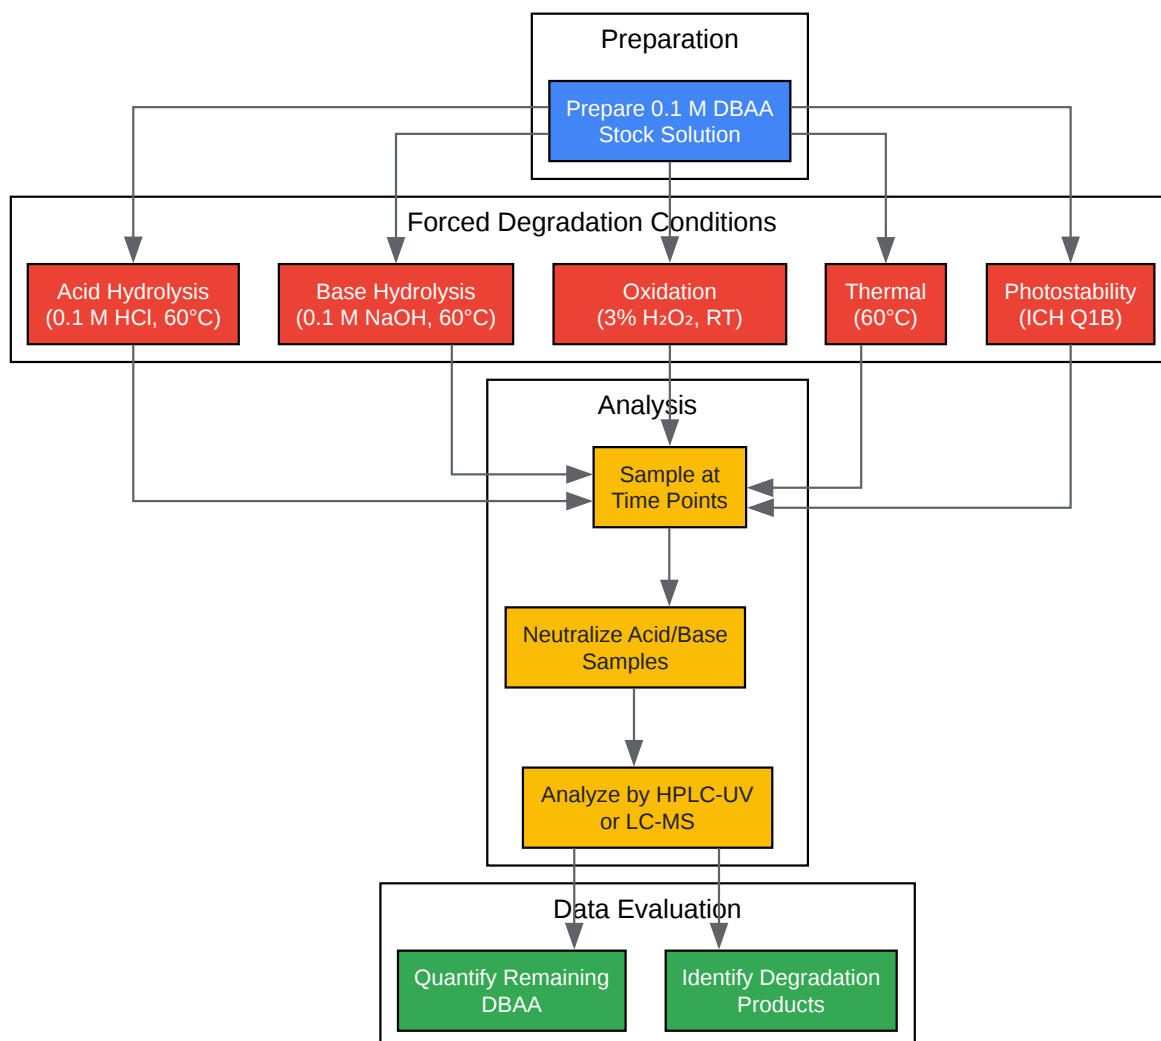 Preparation
Prepare 0.1 M DBAA
Stock Solution
Forced Degradation Conditions
Acid Hydrolysis
(0.1 M HCl, 60°C)
Base Hydrolysis
(0.1 M NaOH, 60°C)
Oxidation
(3% H₂O₂, RT)
Thermal
(60°C)
Photostability
(ICH Q1B)
Analysis
Sample at
Time Points
Neutralize Acid/Base
Samples
Analyze by HPLC-UV
or LC-MS
Data Evaluation
Quantify Remaining
DBAA
Identify Degradation
Products